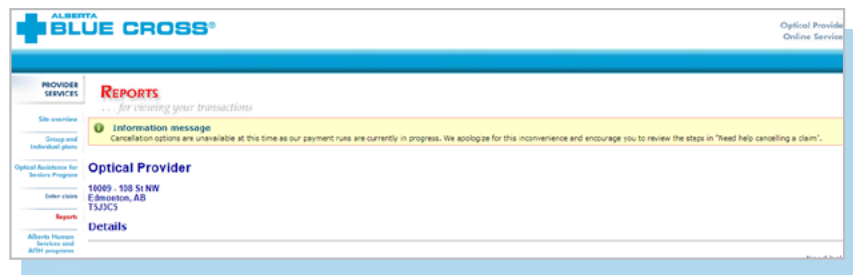 ALBERTA
BLUE CROSS®
Optical Provide
Online Service
PROVIDER
SERVICES
Site overview
Group and
Individual plans
Optical Assistance for
Seniors Program
Enter claim
Reports
Alberta Human
Services and
AISH programs
REPORTS
. . . for viewing your transactions
Information message
Cancellation options are unavailable at this time as our payment runs are currently in progress. We apologize for this inconvenience and encourage you to review the steps in "Need help cancelling a claim".
Optical Provider
10009 - 108 St NW
Edmonton, AB
T5J3C5
Details